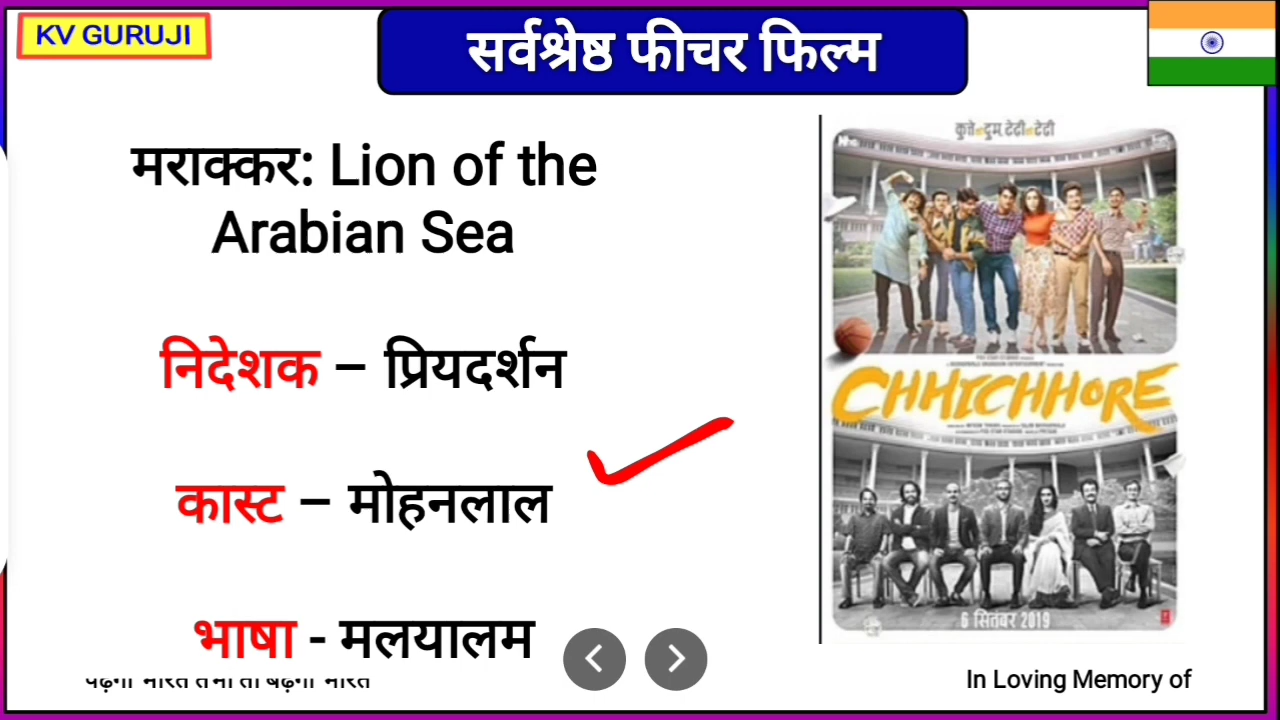 KV GURUJI
सर्वश्रेष्ठ फीचर फिल्म
मराक्कर: Lion of the
Arabian Sea
निदेशक – प्रियदर्शन
कास्ट – मोहनलाल
भाषा - मलयालम
कुत्ते की दुम, टेढ़ी की टेढ़ी
CHHICHHORE
6 सितंबर 2019
In Loving Memory of